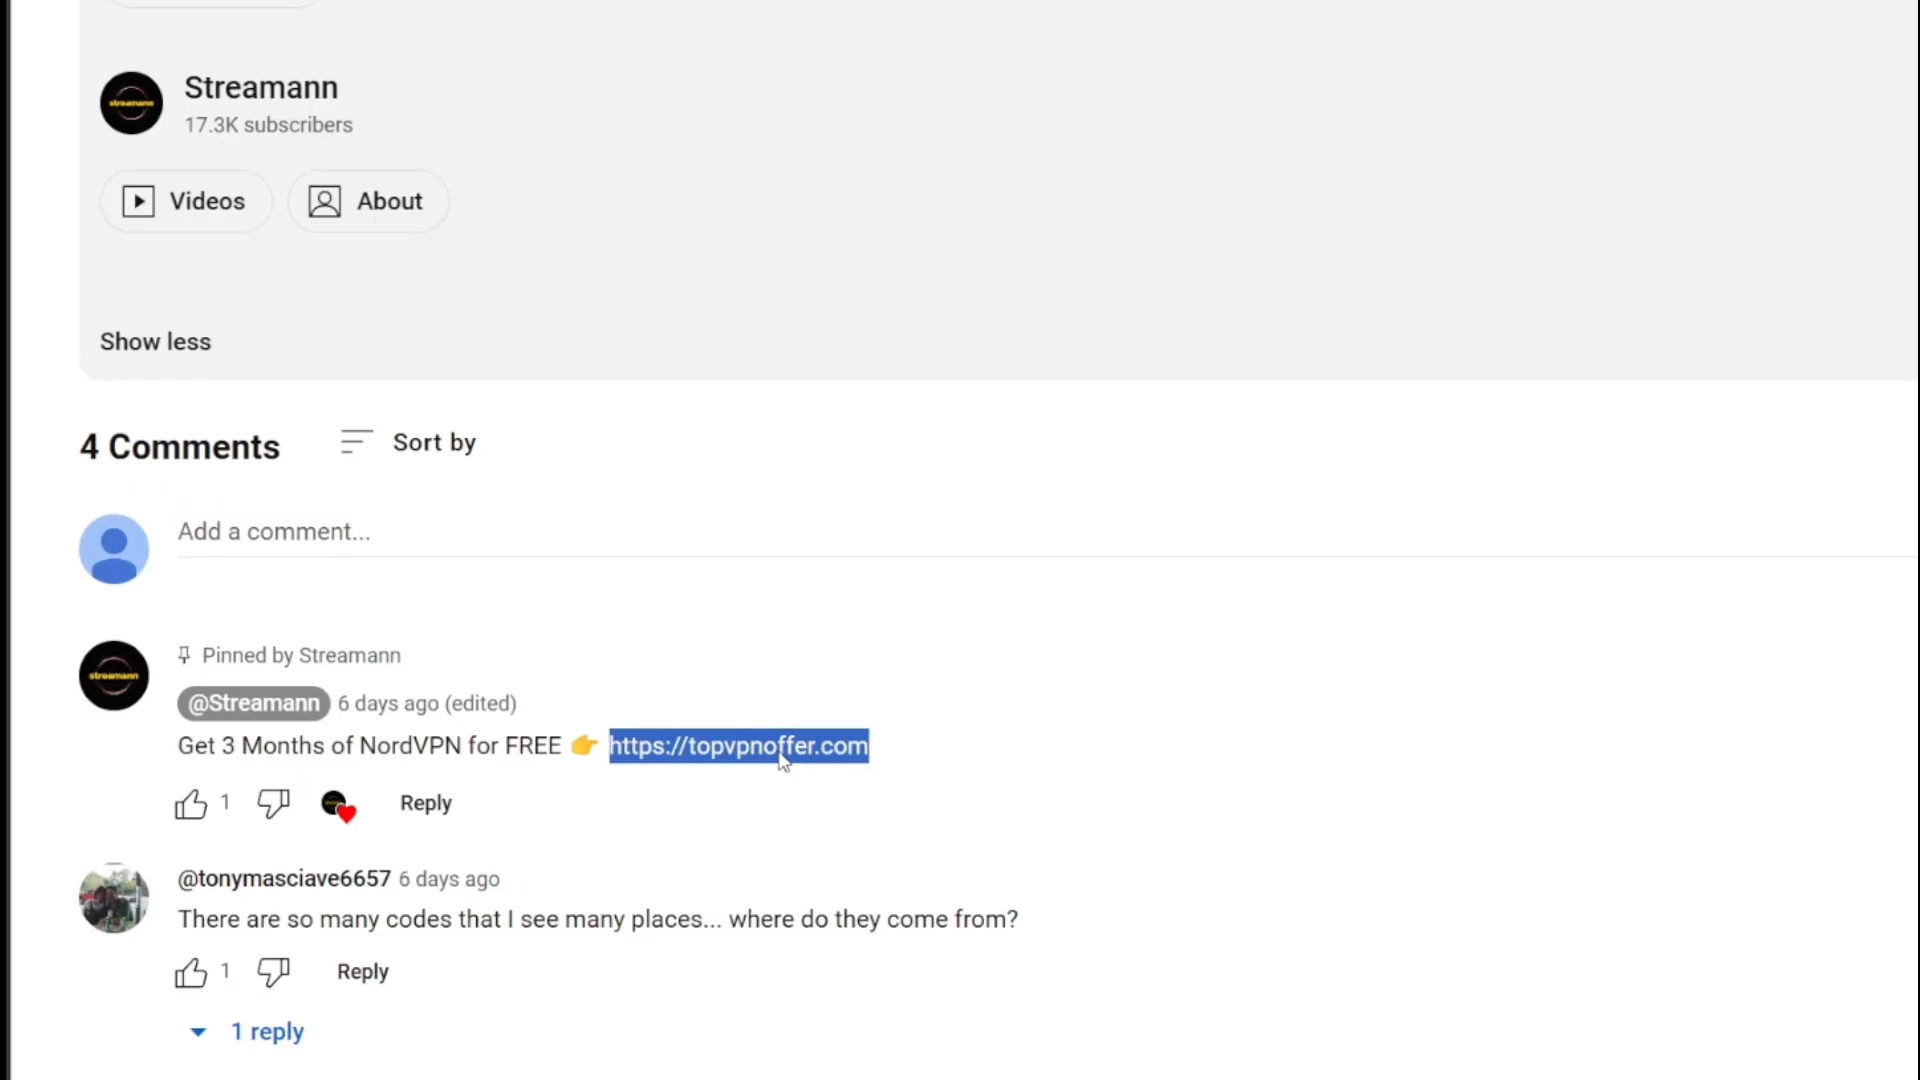 streamann
Streamann
17.3K subscribers
Videos
About
Show less
4 Comments
Sort by
Add a comment...
streamann
Pinned by Streamann
@Streamann 6 days ago (edited)
Get 3 Months of NordVPN for FREE 👉 https://topvpnoffer.com
1
Reply
@tonymasciave6657 6 days ago
There are so many codes that I see many places... where do they come from?
1
Reply
1 reply